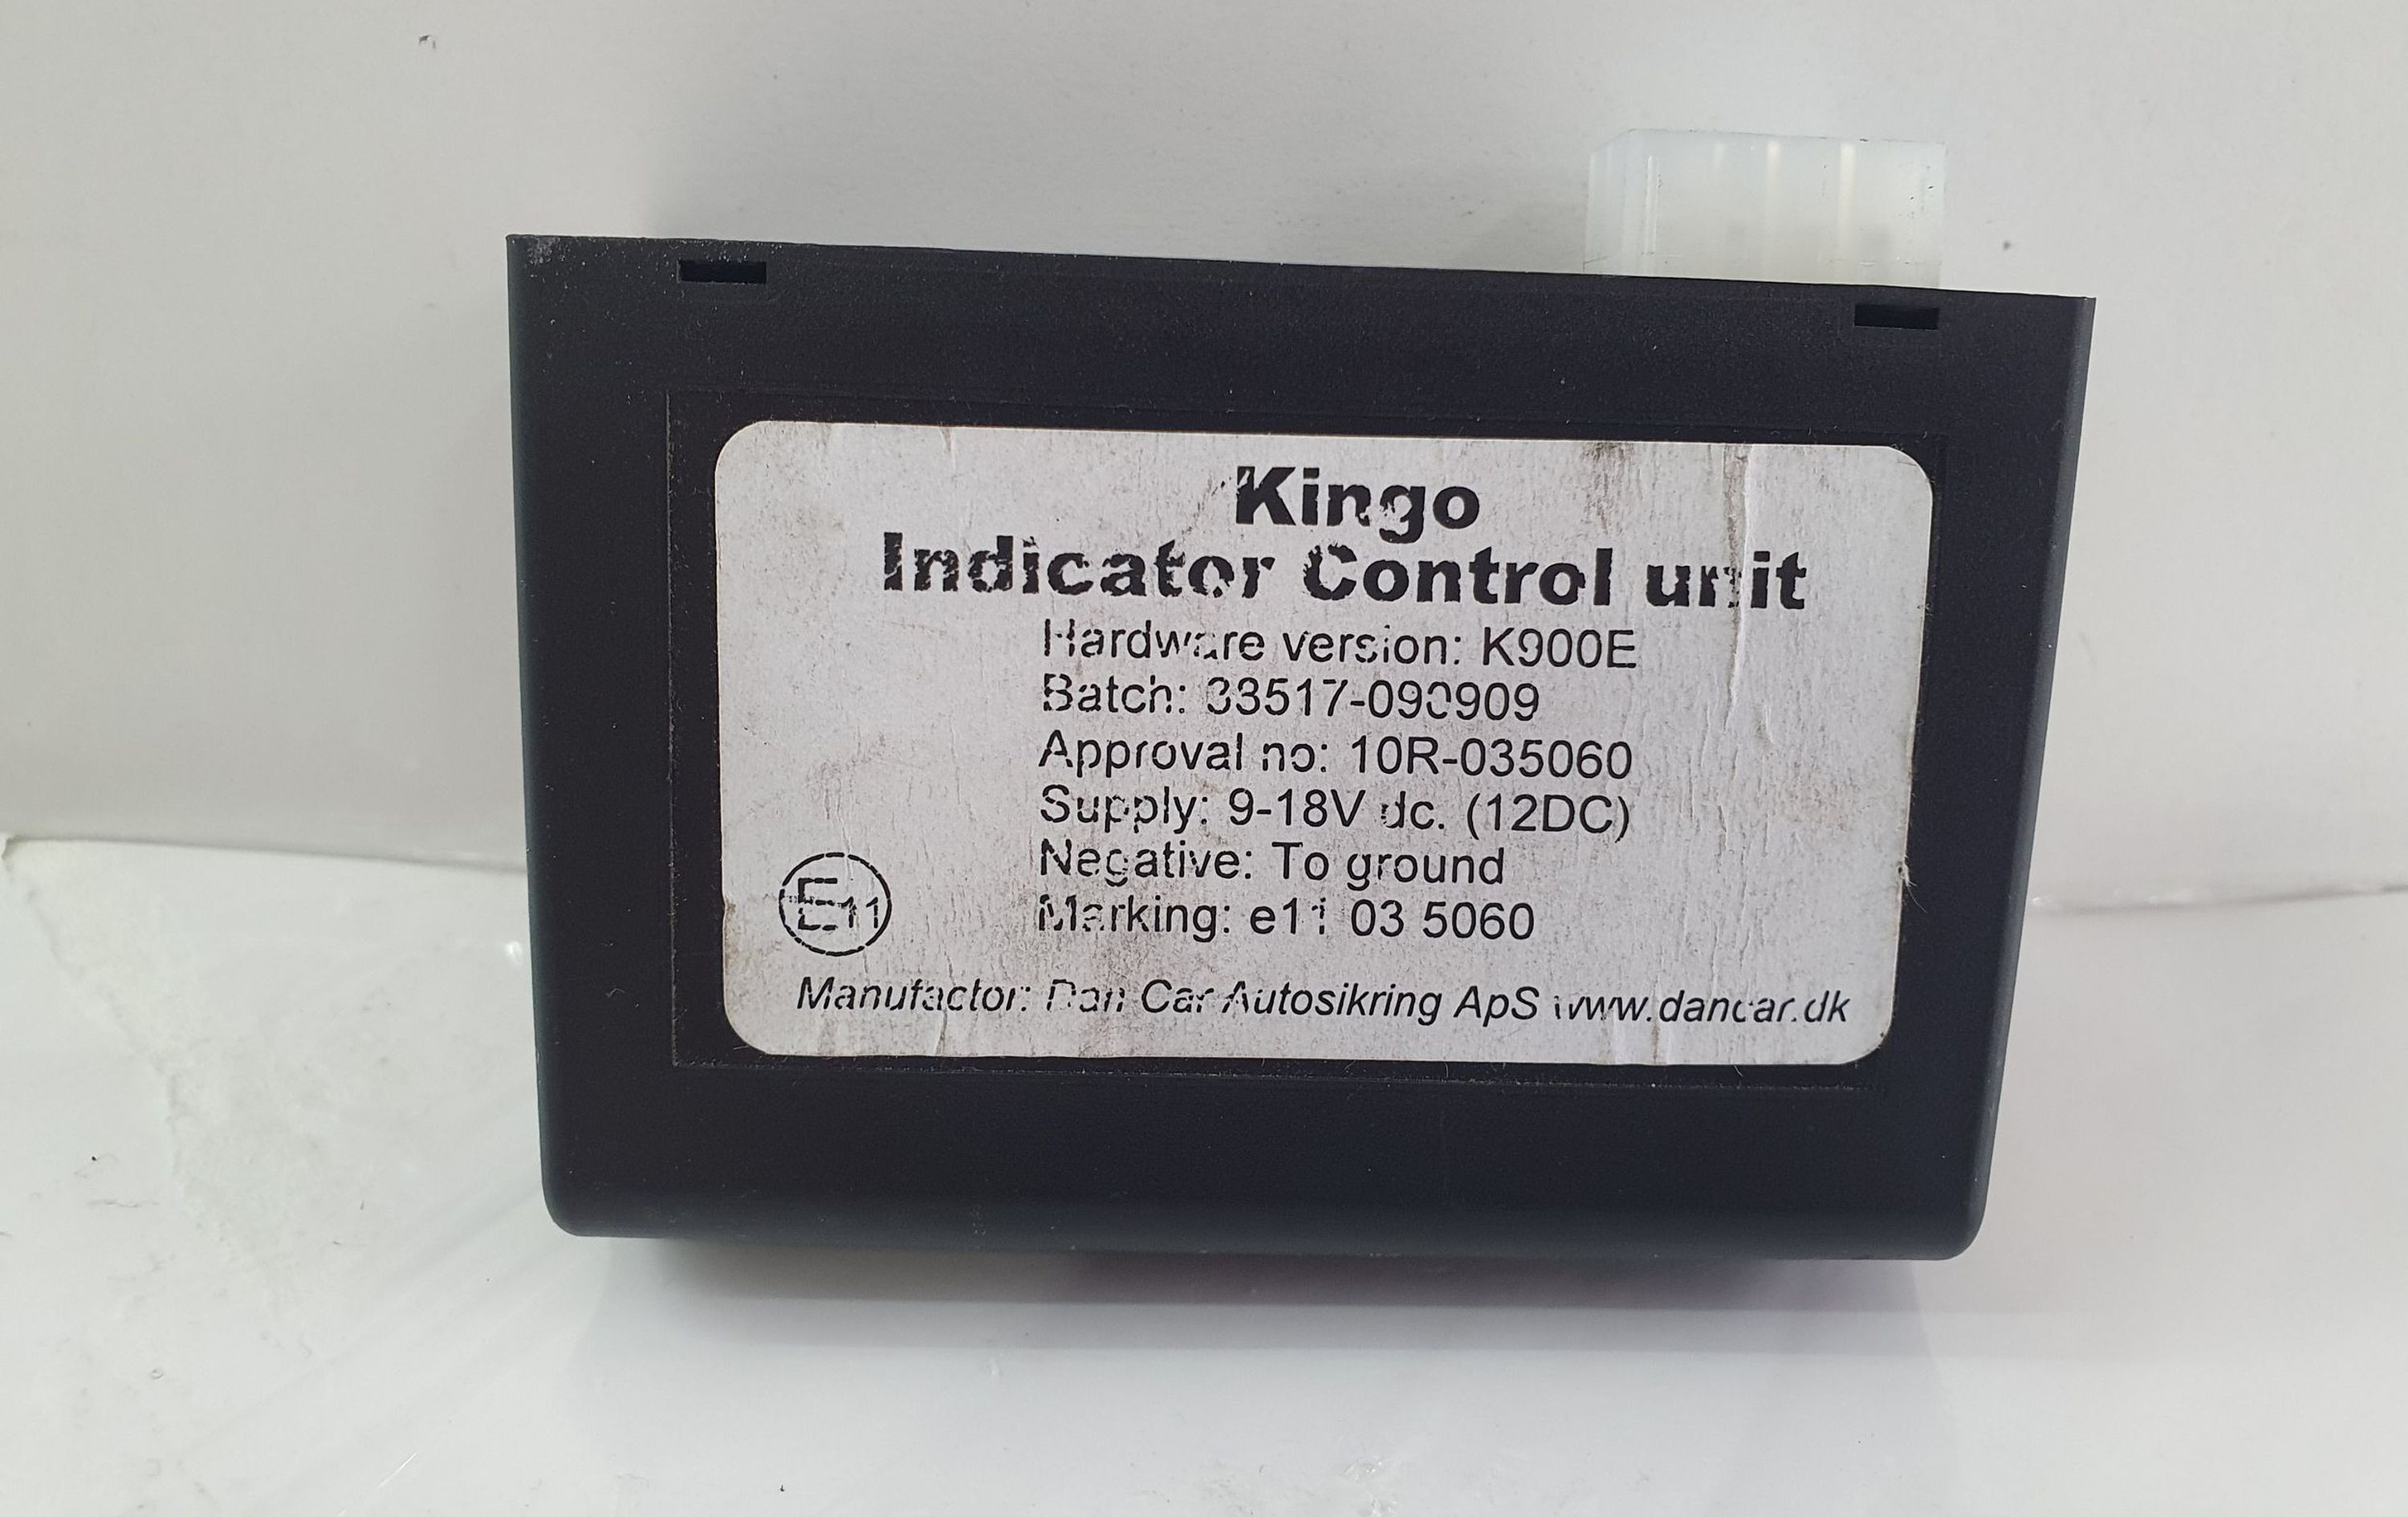 Kingo
Indicator Control unit
Hardware version: K900E
Batch: 33517-090909
Approval no: 10R-035060
Supply: 9-18V dc. (12DC)
Negative: To ground
Marking: e11 03 5060
E11
Manufactor: Dan Car Autosikring ApS www.dancar.dk